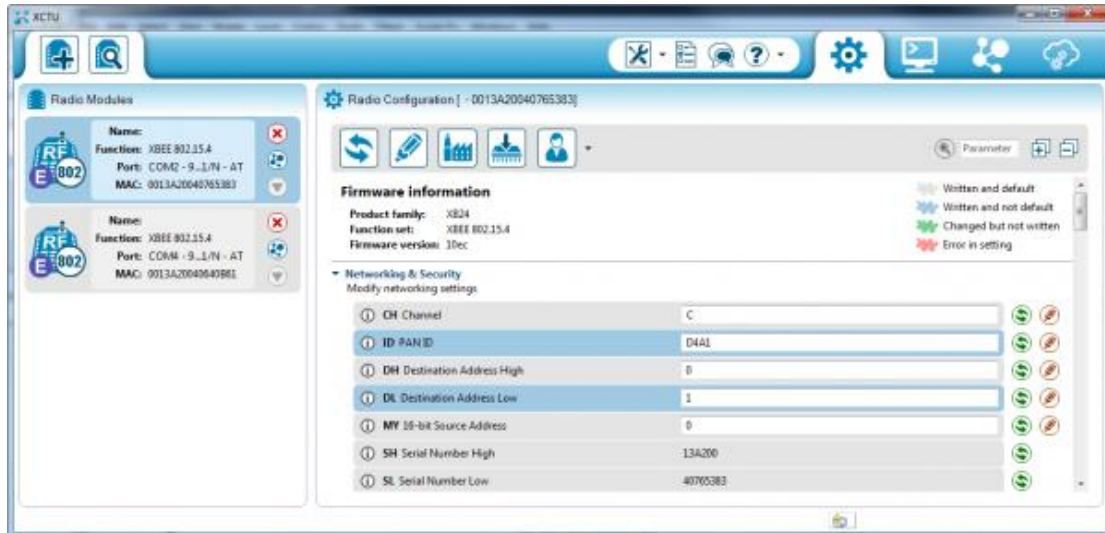 XCTU
Radio Modules
Name:
Function: XBEE 802.15.4
Port: COM2 - 9...1/N - AT
MAC: 0013A20040765383
RF
E 802
Name:
Function: XBEE 802.15.4
Port: COM4 - 9...1/N - AT
RF
E 802
Radio Configuration [ - 0013A20040765383]
Parameter
Firmware information
Product family: XB24
Function set: XBEE 802.15.4
Firmware version: 10ec
Written and default
Written and not default
Changed but not written
Error in setting
Networking & Security
Modify networking settings
CH Channel C
ID PAN ID D4A1
DH Destination Address High 0
DL Destination Address Low 1
MY 16-bit Source Address 0
SH Serial Number High 13A200
SL Serial Number Low 40765383